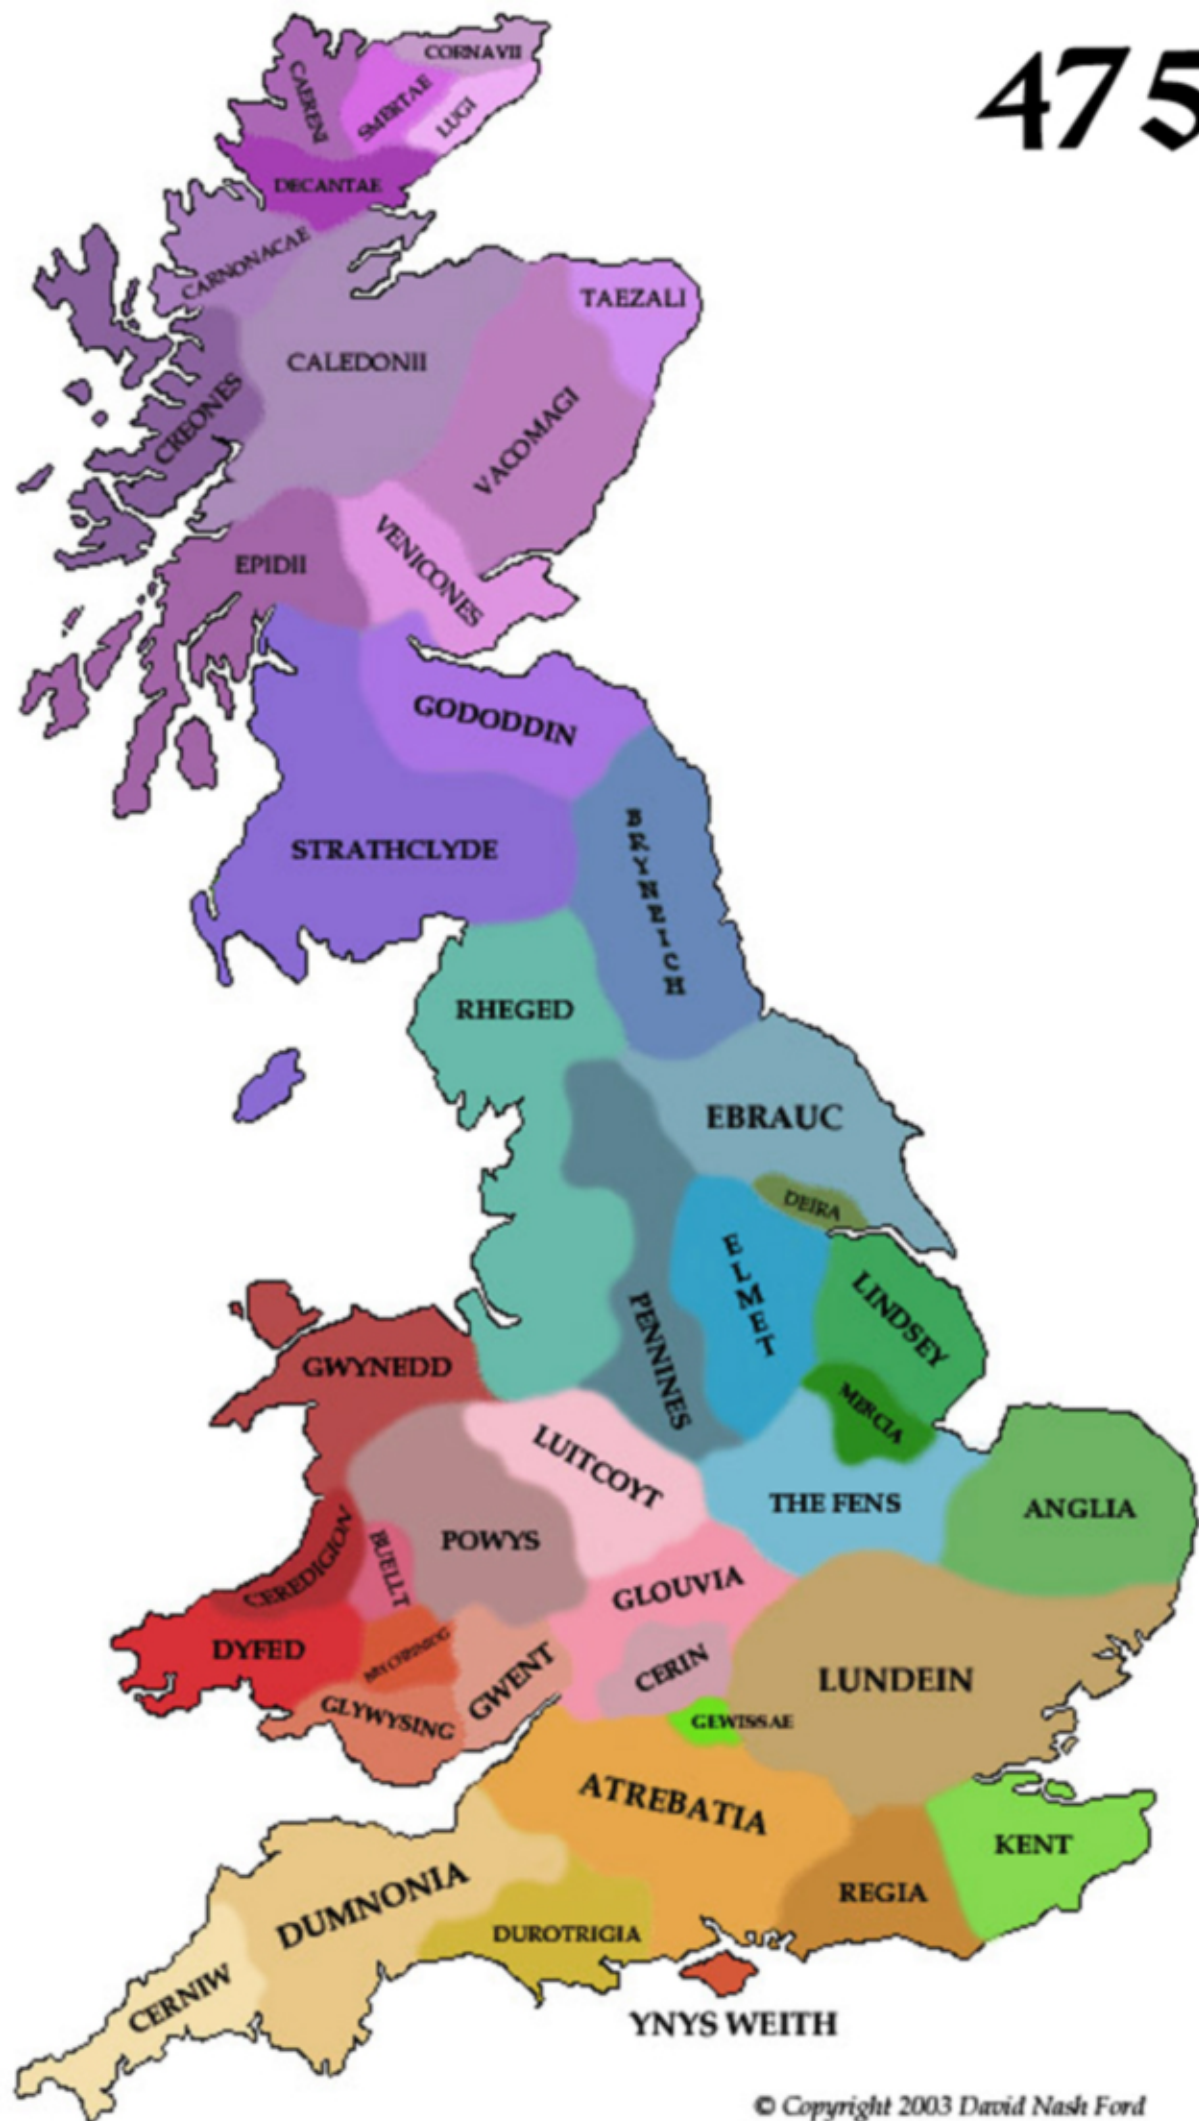 475
CORNAVII
CAERENI
SMERTAE
LUGI
DECANTAE
CARNONACAE
TAEZALI
CALEDONII
CREONES
VACOMAGI
VENICONES
EPIDII
GODODDIN
STRATHCLYDE
BRYNEICH
RHEGED
EBRAUC
DEIRA
ELMET
LINDSEY
PENNINES
GWYNEDD
MERCIA
LUITCOYT
THE FENS
ANGLIA
POWYS
CEREDIGION
BUELLT
GLOUVIA
DYFED
CERIN
GWENT
LUNDEIN
GLYWYSING
GEWISSAE
ATREBATIA
KENT
REGIA
DUMNONIA
DUROTRIGIA
CERNIW
YNYS WEITH
© Copyright 2003 David Nash Ford